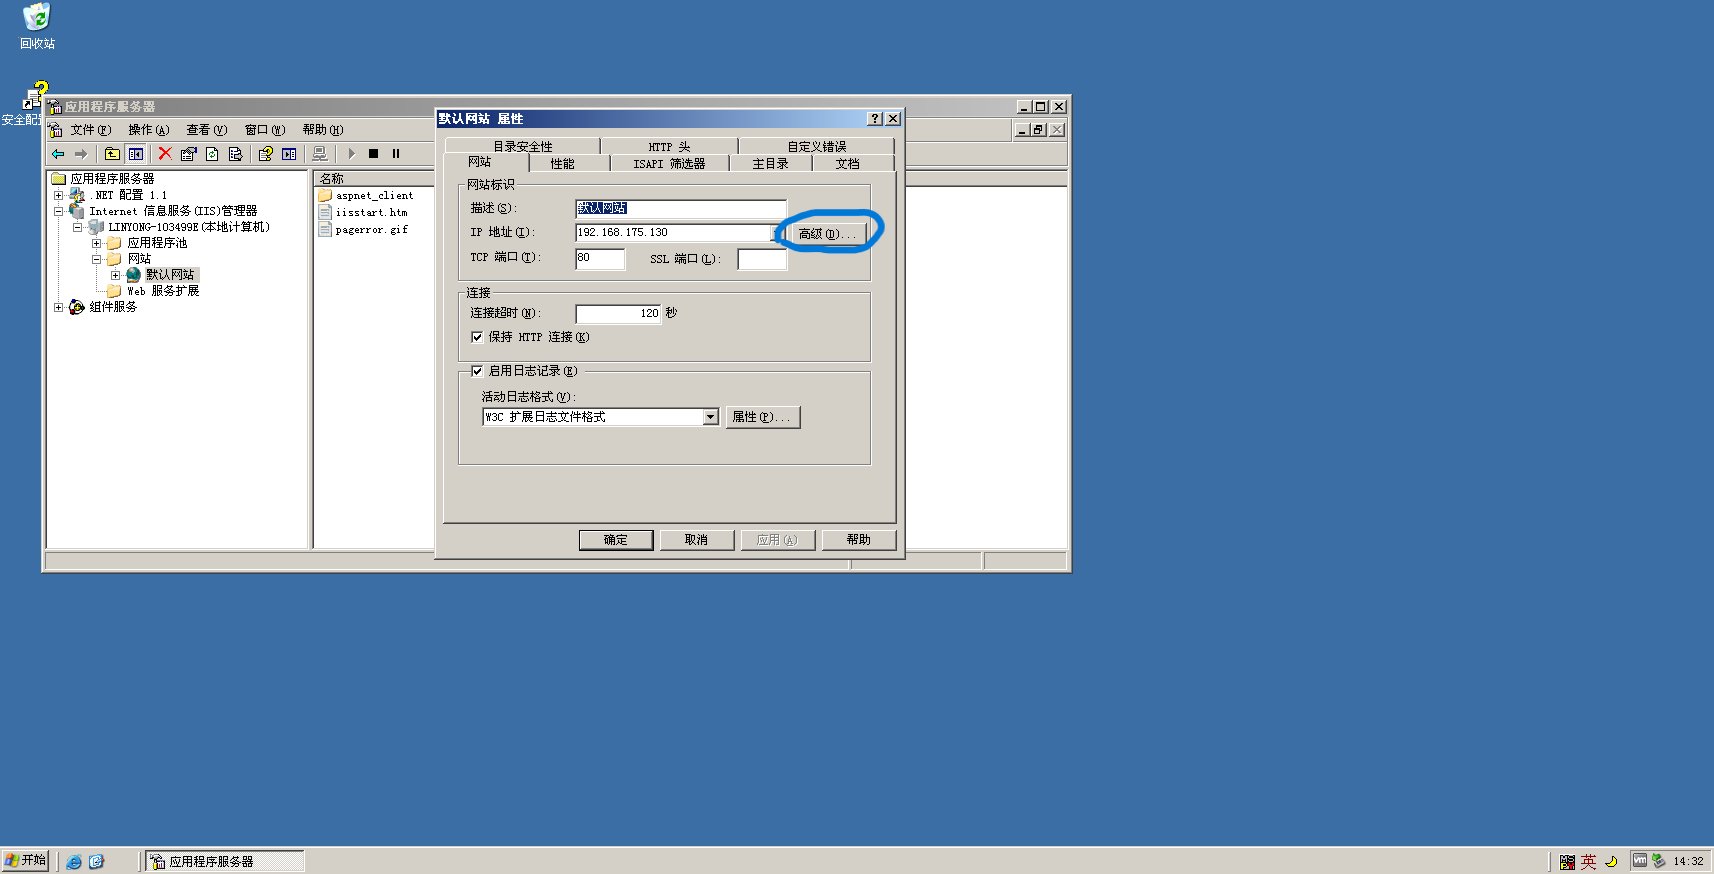 回收站
安全配
应用程序服务器
文件(F) 操作(A) 查看(V) 窗口(W) 帮助(H)
应用程序服务器
.NET 配置 1.1
Internet 信息服务(IIS)管理器
LINYONG-103499E(本地计算机)
应用程序池
网站
默认网站
Web 服务扩展
组件服务
名称
aspnet_client
iisstart.htm
pagerror.gif
默认网站 属性
目录安全性 HTTP 头 自定义错误
网站 性能 ISAPI 筛选器 主目录 文档
网站标识
描述(S): 默认网站
IP 地址(I): 192.168.175.130 高级(D)...
TCP 端口(T): 80 SSL 端口(L):
连接
连接超时(N): 120 秒
保持 HTTP 连接(K)
启用日志记录(E)
活动日志格式(V):
W3C 扩展日志文件格式 属性(P)...
确定 取消 应用(A) 帮助
开始 应用程序服务器 英 14:32